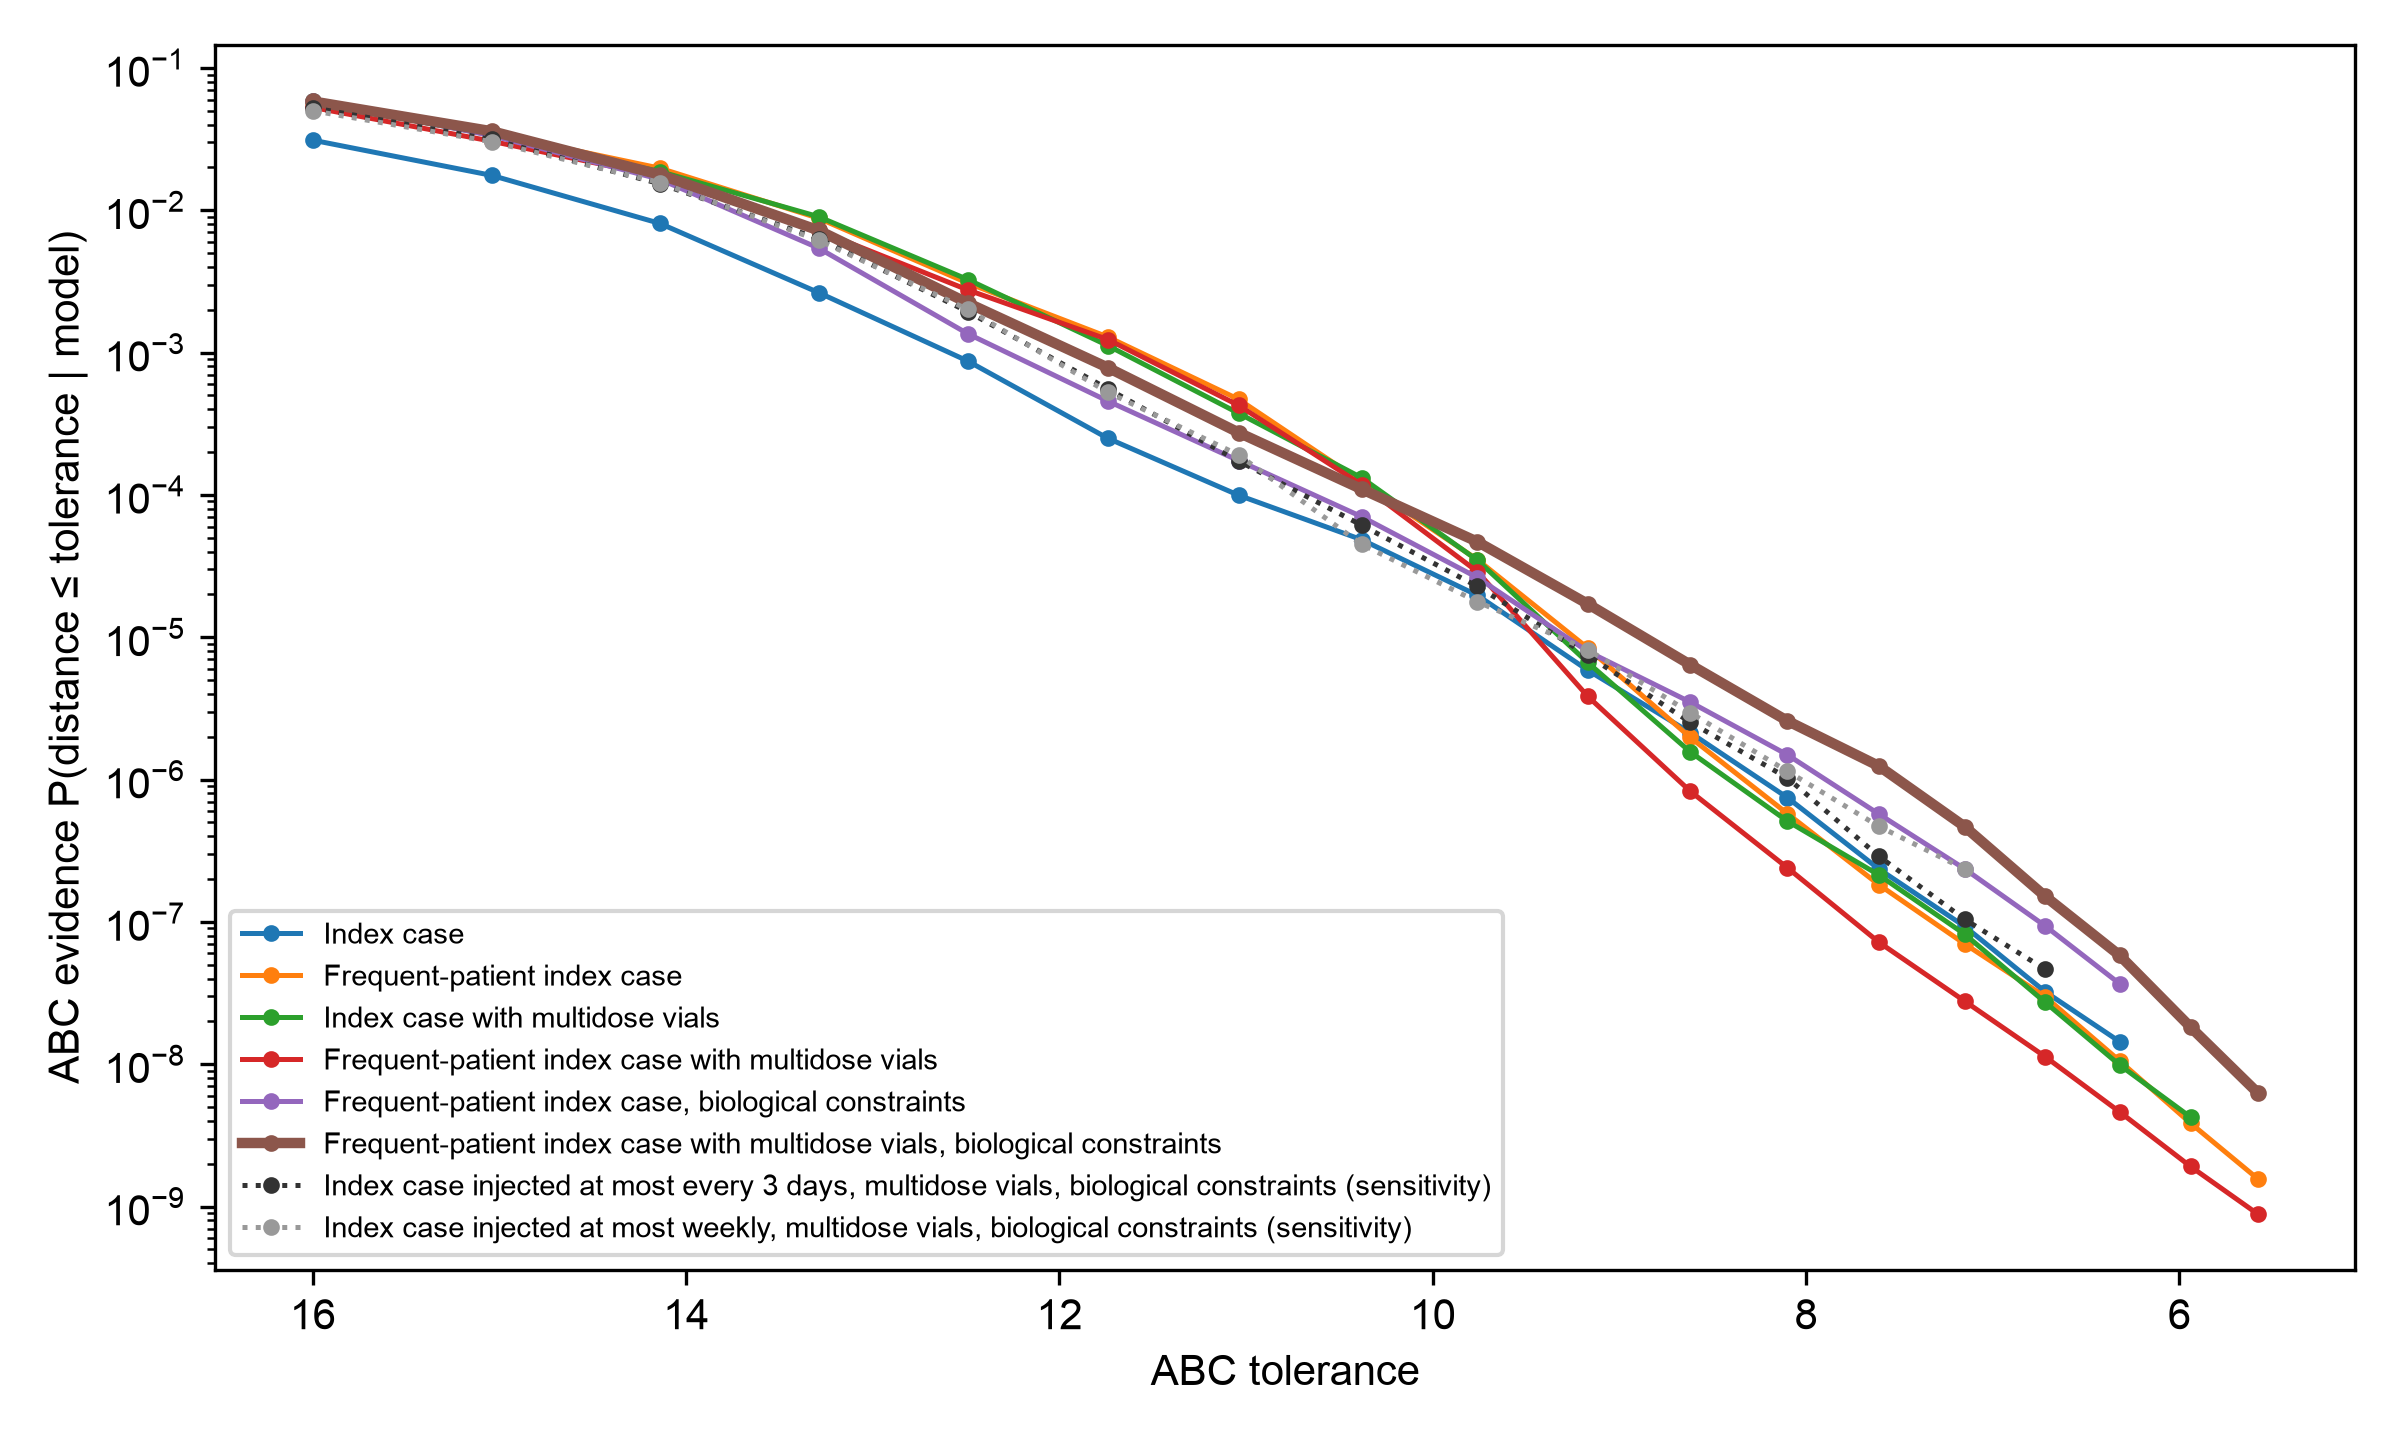 ABC evidence P(distance ≤ tolerance | model)
10⁻¹
10⁻²
10⁻³
10⁻⁴
10⁻⁵
10⁻⁶
10⁻⁷
10⁻⁸
10⁻⁹
Index case
Frequent-patient index case
Index case with multidose vials
Frequent-patient index case with multidose vials
Frequent-patient index case, biological constraints
Frequent-patient index case with multidose vials, biological constraints
Index case injected at most every 3 days, multidose vials, biological constraints (sensitivity)
Index case injected at most weekly, multidose vials, biological constraints (sensitivity)
16 14 12 10 8 6
ABC tolerance